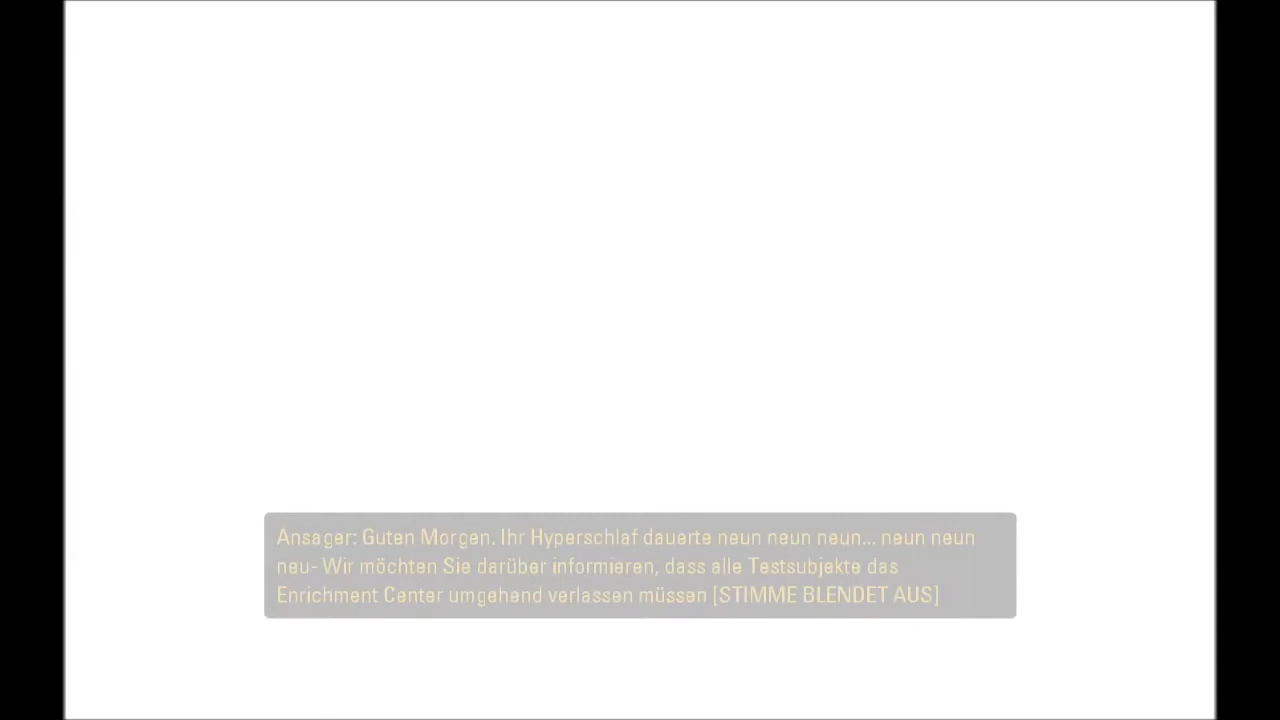 Ansager: Guten Morgen. Ihr Hyperschlaf dauerte neun neun neun... neun neun
neu- Wir möchten Sie darüber informieren, dass alle Testsubjekte das
Enrichment Center umgehend verlassen müssen [STIMME BLENDET AUS]